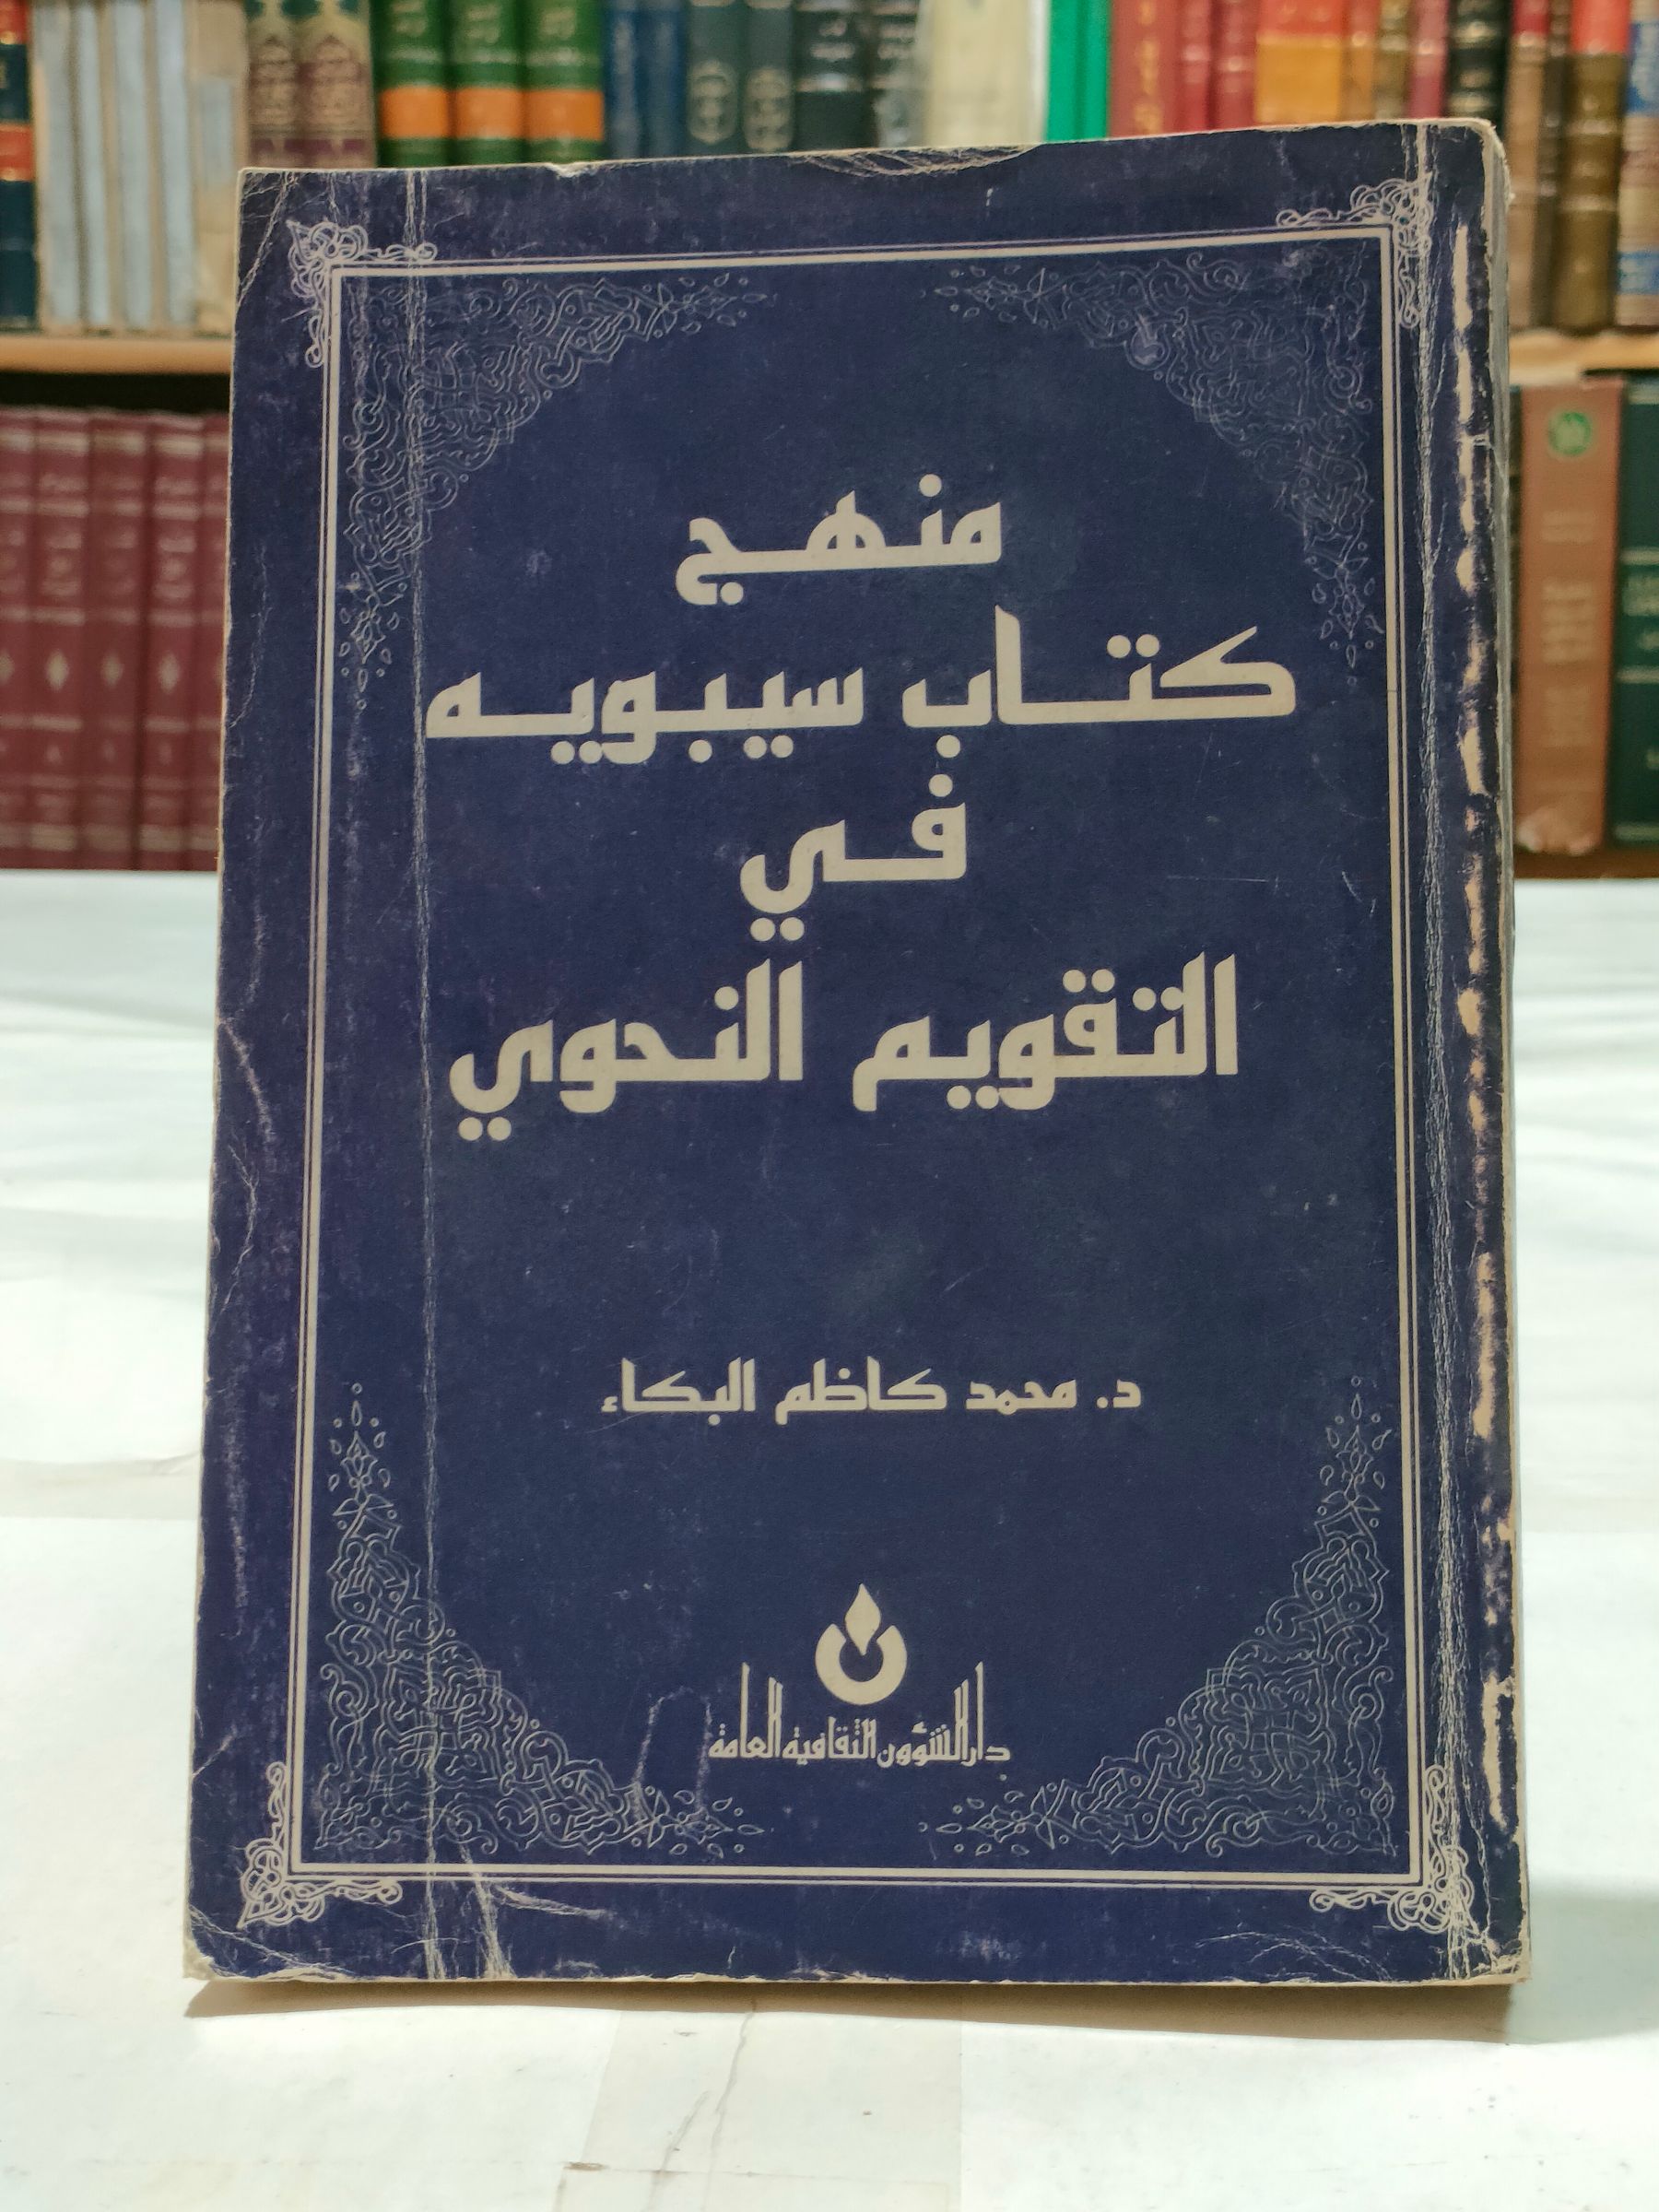 منهج
كتاب سيبويه
في
التقويم النحوي
د. محمد كاظم البكاء
دار الشؤون الثقافية العامة